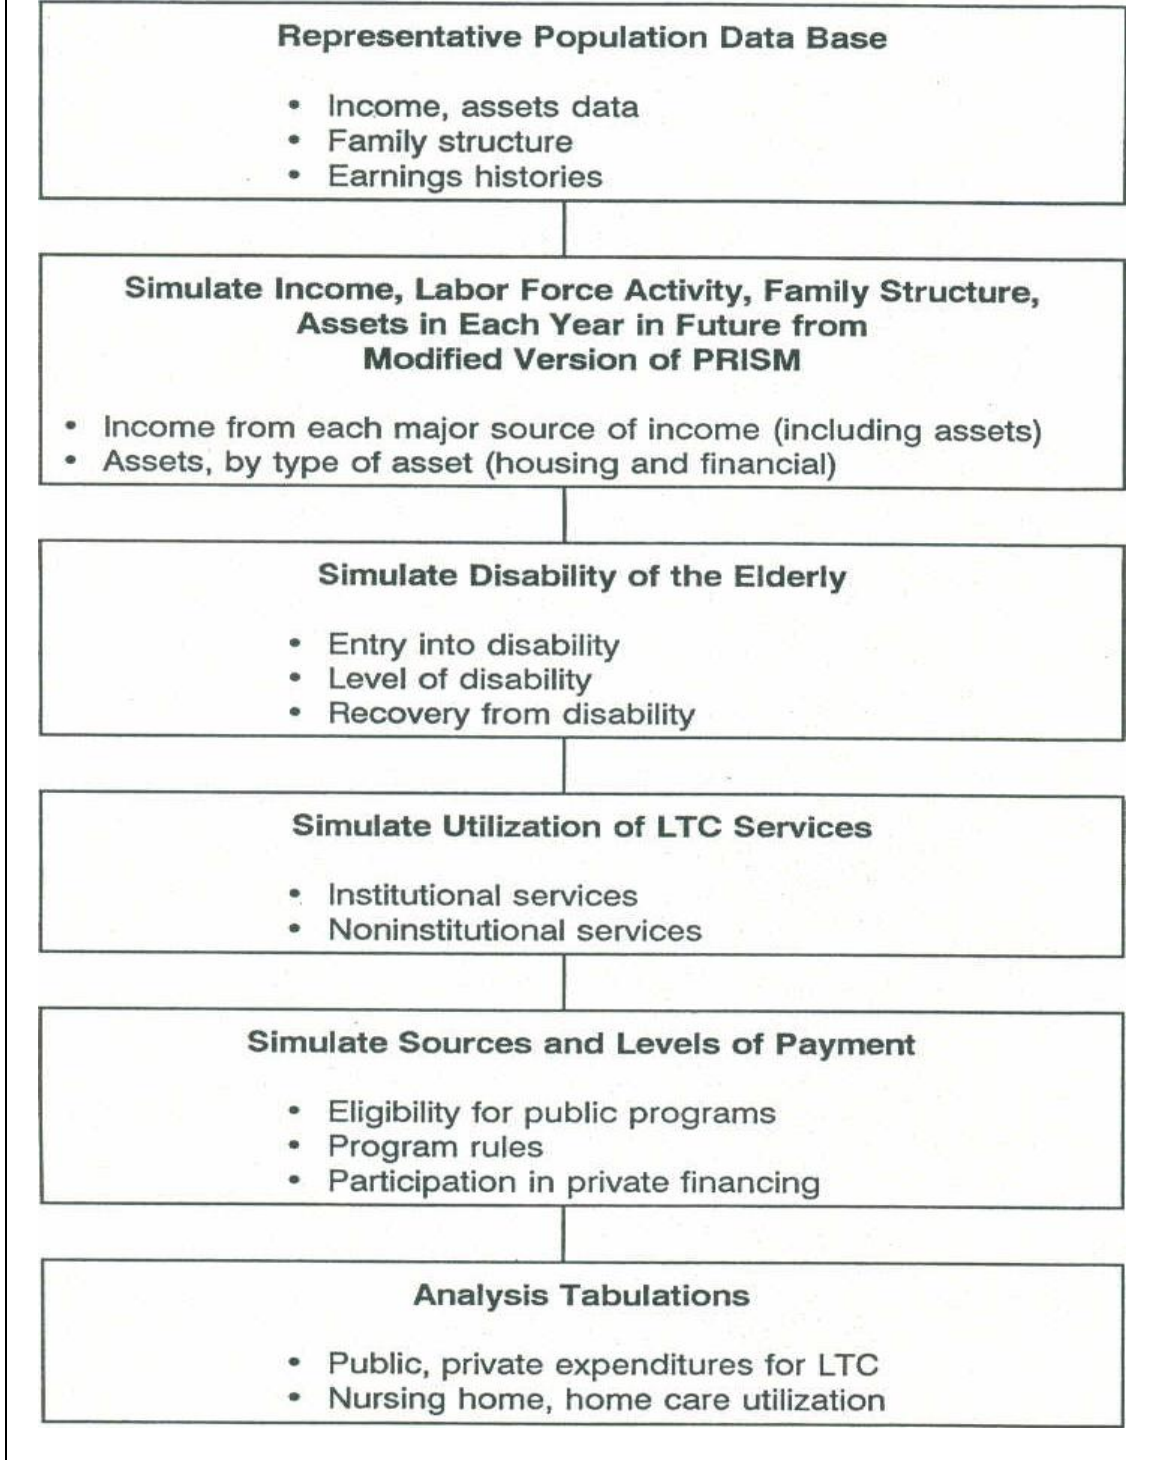 Representative Population Data Base
• Income, assets data
• Family structure
• Earnings histories
Simulate Income, Labor Force Activity, Family Structure,
Assets in Each Year in Future from
Modified Version of PRISM
• Income from each major source of income (including assets)
• Assets, by type of asset (housing and financial)
Simulate Disability of the Elderly
• Entry into disability
• Level of disability
• Recovery from disability
Simulate Utilization of LTC Services
• Institutional services
• Noninstitutional services
Simulate Sources and Levels of Payment
• Eligibility for public programs
• Program rules
• Participation in private financing
Analysis Tabulations
• Public, private expenditures for LTC
• Nursing home, home care utilization